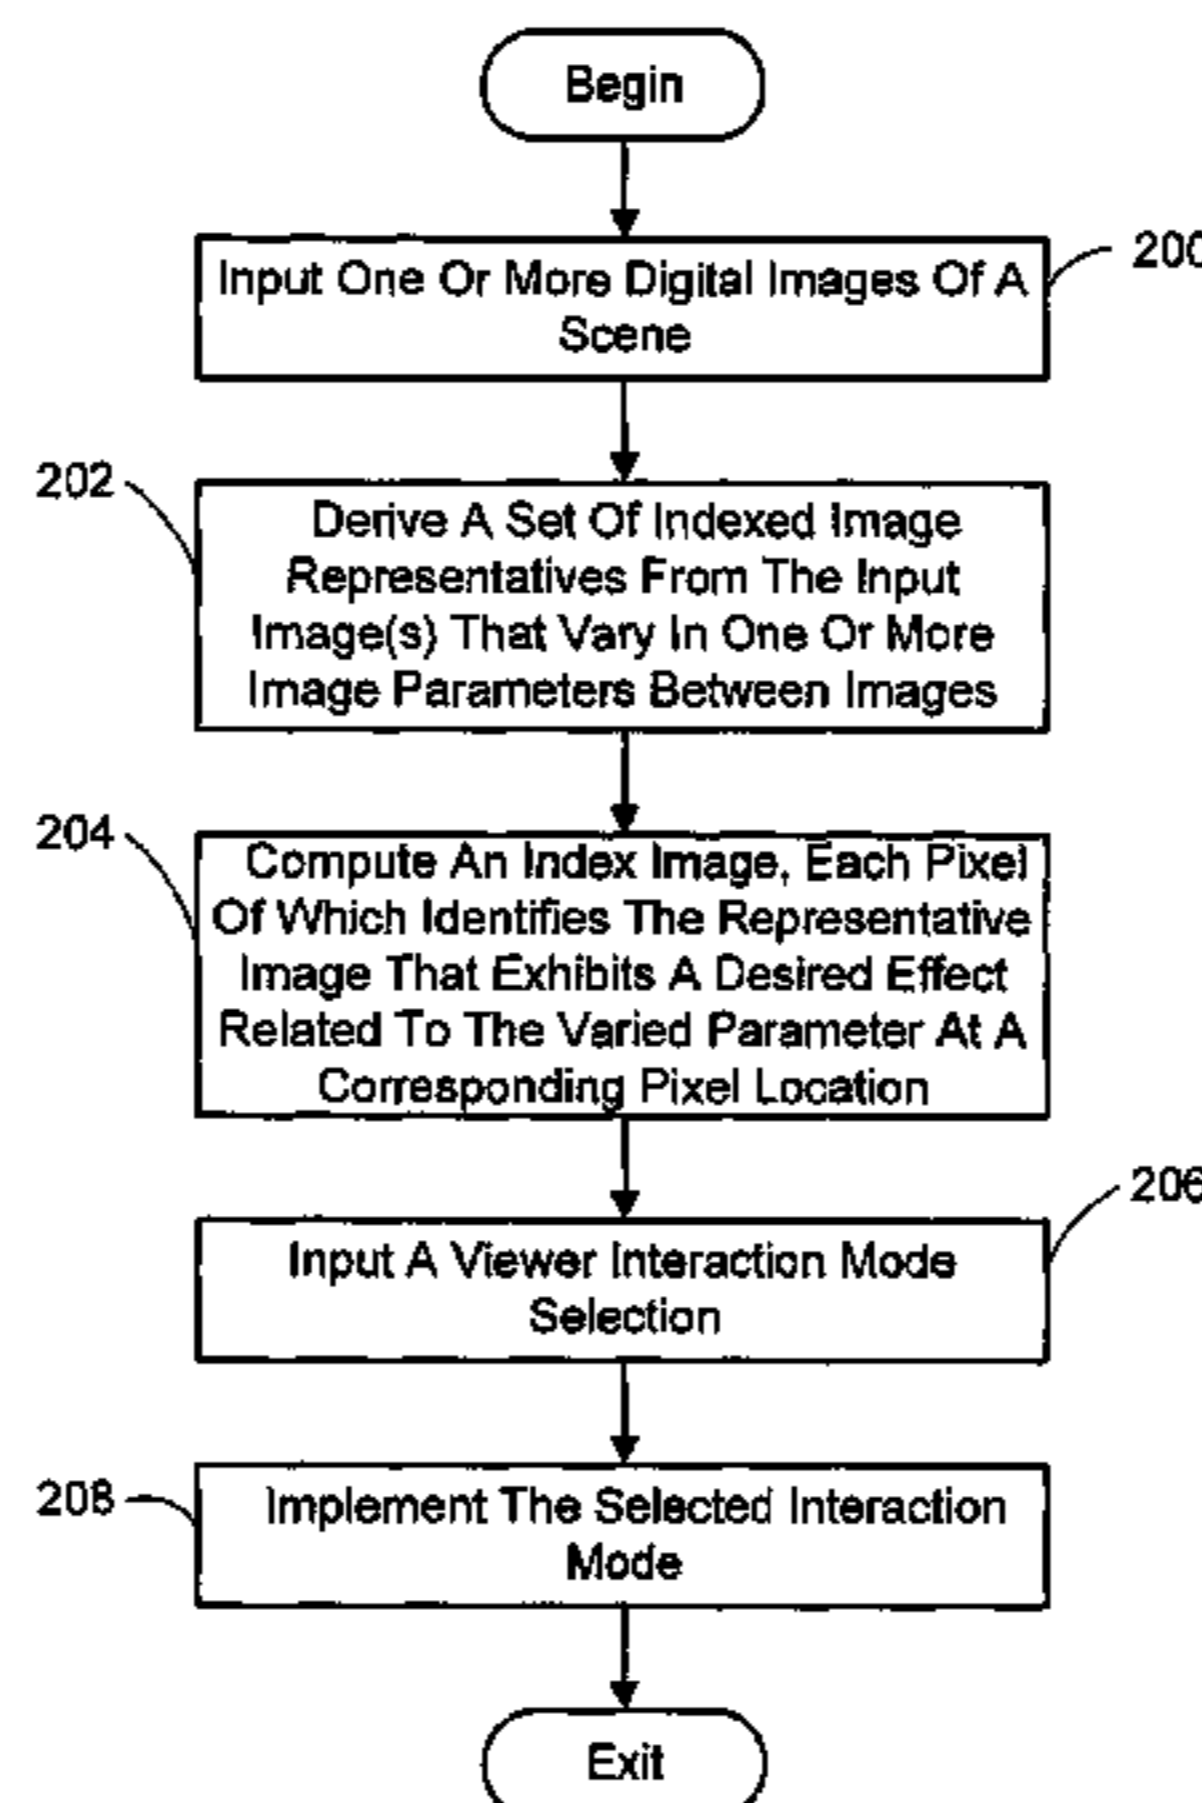 Begin
Input One Or More Digital Images Of A
Scene
200
202
Derive A Set Of Indexed Image
Representatives From The Input
Image(s) That Vary In One Or More
Image Parameters Between Images
204
Compute An Index Image, Each Pixel
Of Which Identifies The Representative
Image That Exhibits A Desired Effect
Related To The Varied Parameter At A
Corresponding Pixel Location
206
Input A Viewer Interaction Mode
Selection
208
Implement The Selected Interaction
Mode
Exit